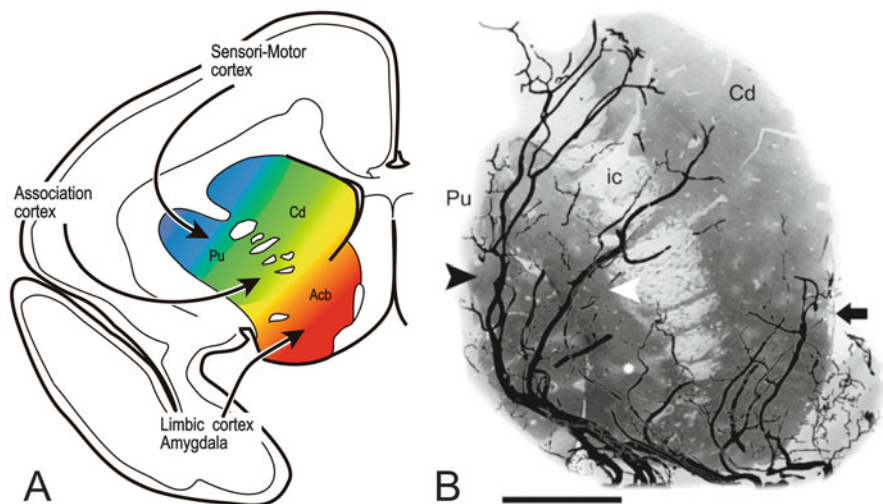 Sensori-Motor
cortex
Association
cortex
Cd
Pu
Acb
Limbic cortex
Amygdala
A
Cd
ic
Pu
B